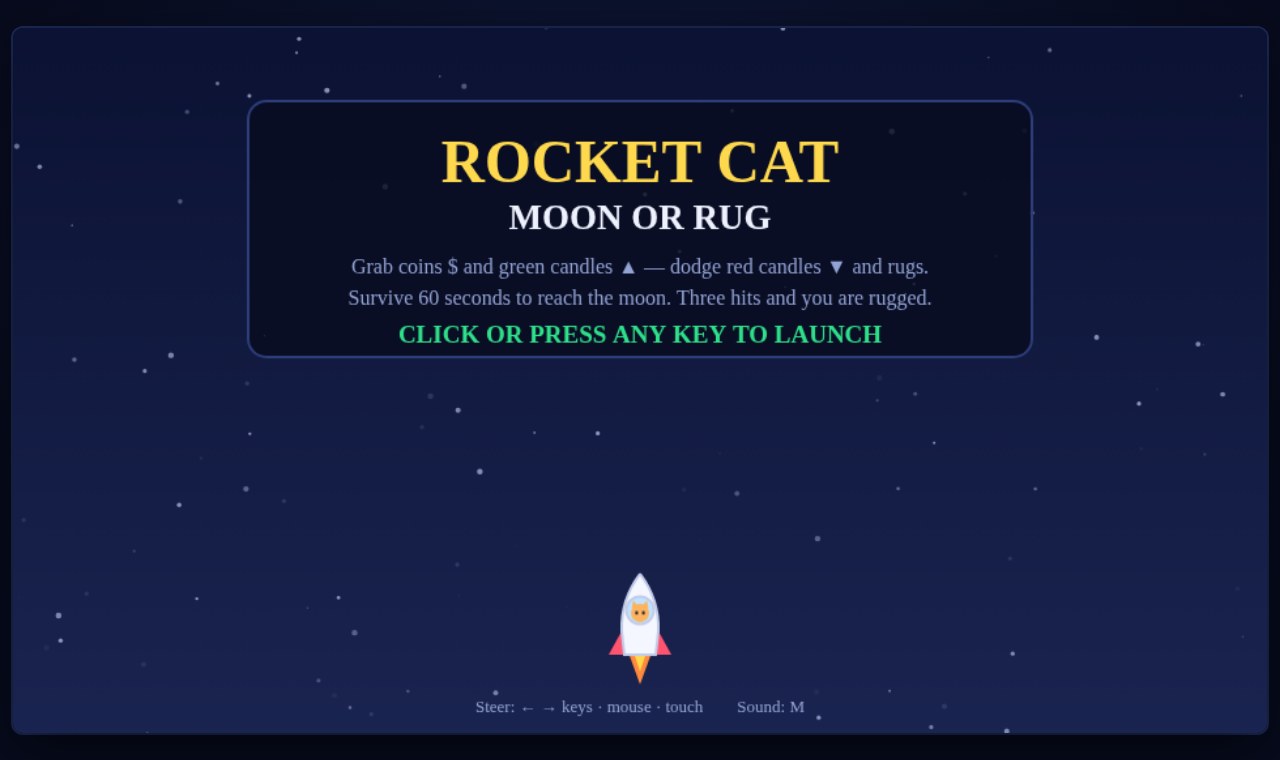 ROCKET CAT
MOON OR RUG
Grab coins $ and green candles ▲ — dodge red candles ▼ and rugs.
Survive 60 seconds to reach the moon. Three hits and you are rugged.
CLICK OR PRESS ANY KEY TO LAUNCH
Steer: ← → keys · mouse · touch Sound: M